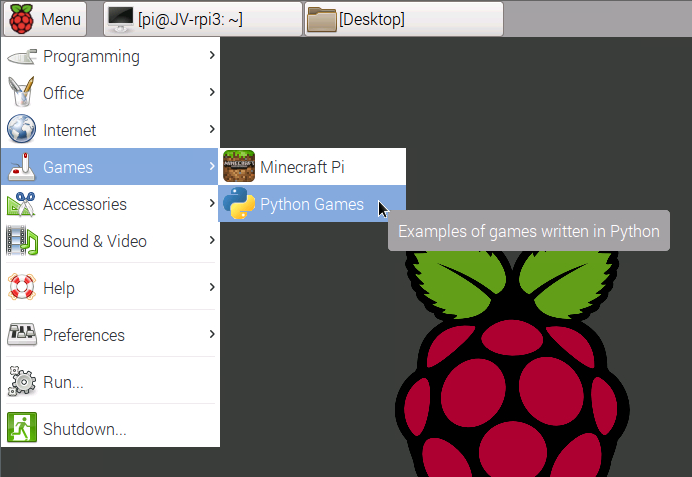 Menu
[pi@JV-rpi3: ~]
[Desktop]
Programming
Office
Internet
Games
Accessories
Sound & Video
Help
Preferences
Run...
Shutdown...
Minecraft Pi
Python Games
Examples of games written in Python